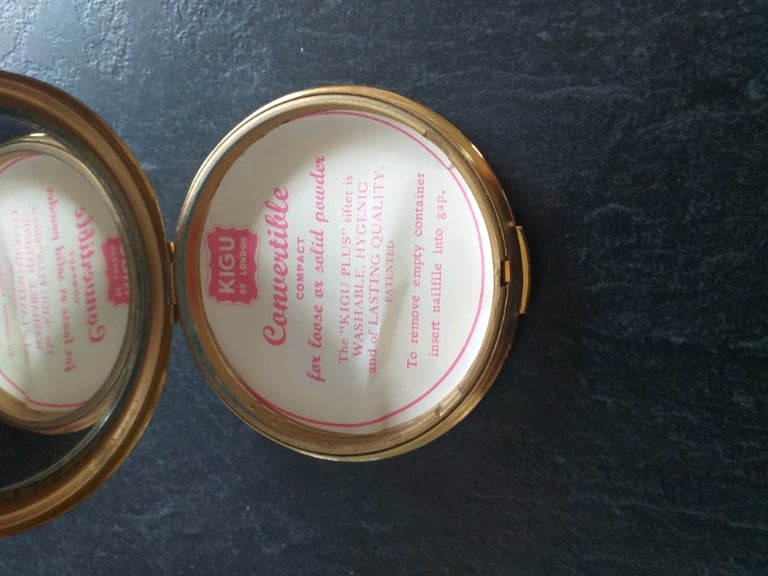 KIGU
OF LONDON
Convertible
COMPACT
for loose or solid powder
The "KIGU PLUS" sifter is
WASHABLE, HYGENIC
and of LASTING QUALITY.
PATENTED
To remove empty container
insert nailfile into gap.